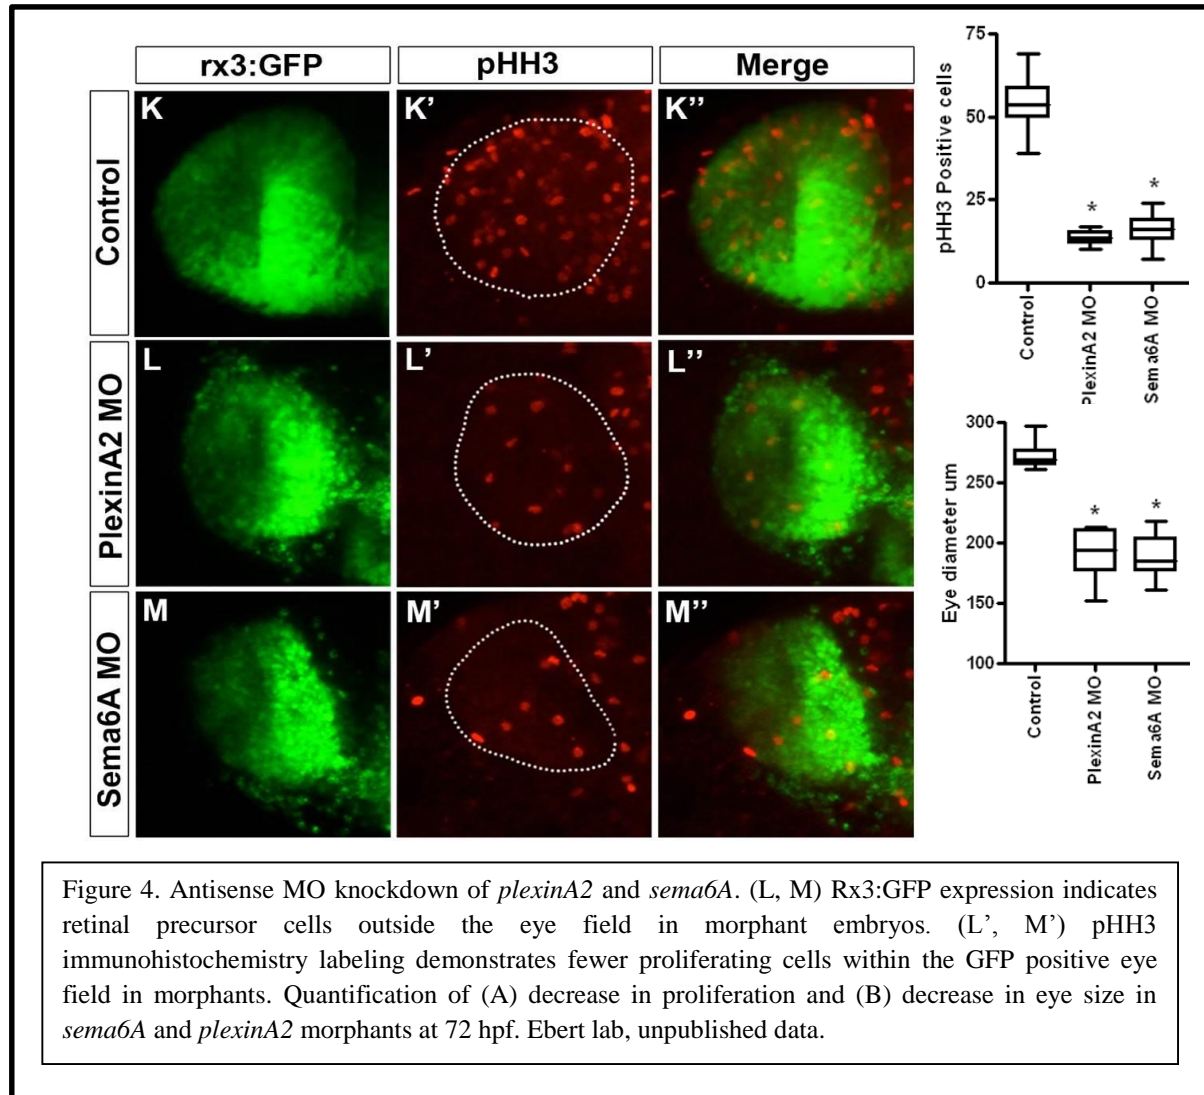 rx3:GFP pHH3 Merge
Control
K K’ K’’
PlexinA2 MO
L L’ L’’
Sema6A MO
M M’ M’’
pHH3 Positive cells
75
50
25
0
* *
Control PlexinA2 MO Sema6A MO
Eye diameter um
300
250
200
150
100
* *
Control PlexinA2 MO Sema6A MO
Figure 4. Antisense MO knockdown of plexinA2 and sema6A. (L, M) Rx3:GFP expression indicates
retinal precursor cells outside the eye field in morphant embryos. (L’, M’) pHH3
immunohistochemistry labeling demonstrates fewer proliferating cells within the GFP positive eye
field in morphants. Quantification of (A) decrease in proliferation and (B) decrease in eye size in
sema6A and plexinA2 morphants at 72 hpf. Ebert lab, unpublished data.